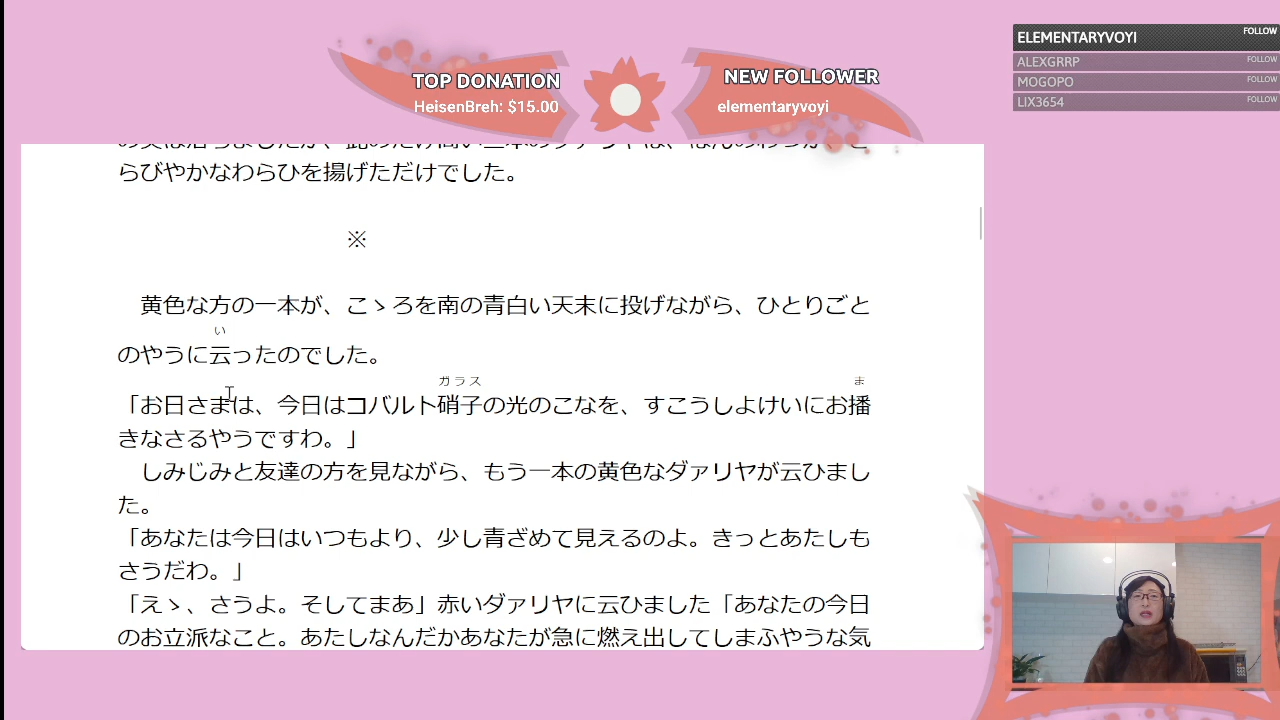 TOP DONATION
HeisenBreh: $15.00
NEW FOLLOWER
elementaryvoyi
ELEMENTARYVOYI FOLLOW
ALEXGRRP FOLLOW
MOGOPO FOLLOW
LIX3654 FOLLOW
らびやかなわらひを揚げただけでした。
※
黄色な方の一本が、こゝろを南の青白い天末に投げながら、ひとりごと
い
のやうに云ったのでした。
ガラス ま
「お日さまは、今日はコバルト硝子の光のこなを、すこうしよけいにお播
きなさるやうですわ。」
しみじみと友達の方を見ながら、もう一本の黄色なダァリヤが云ひまし
た。
「あなたは今日はいつもより、少し青ざめて見えるのよ。きっとあたしも
さうだわ。」
「えゝ、さうよ。そしてまあ」赤いダァリヤに云ひました「あなたの今日
のお立派なこと。あたしなんだかあなたが急に燃え出してしまふやうな気